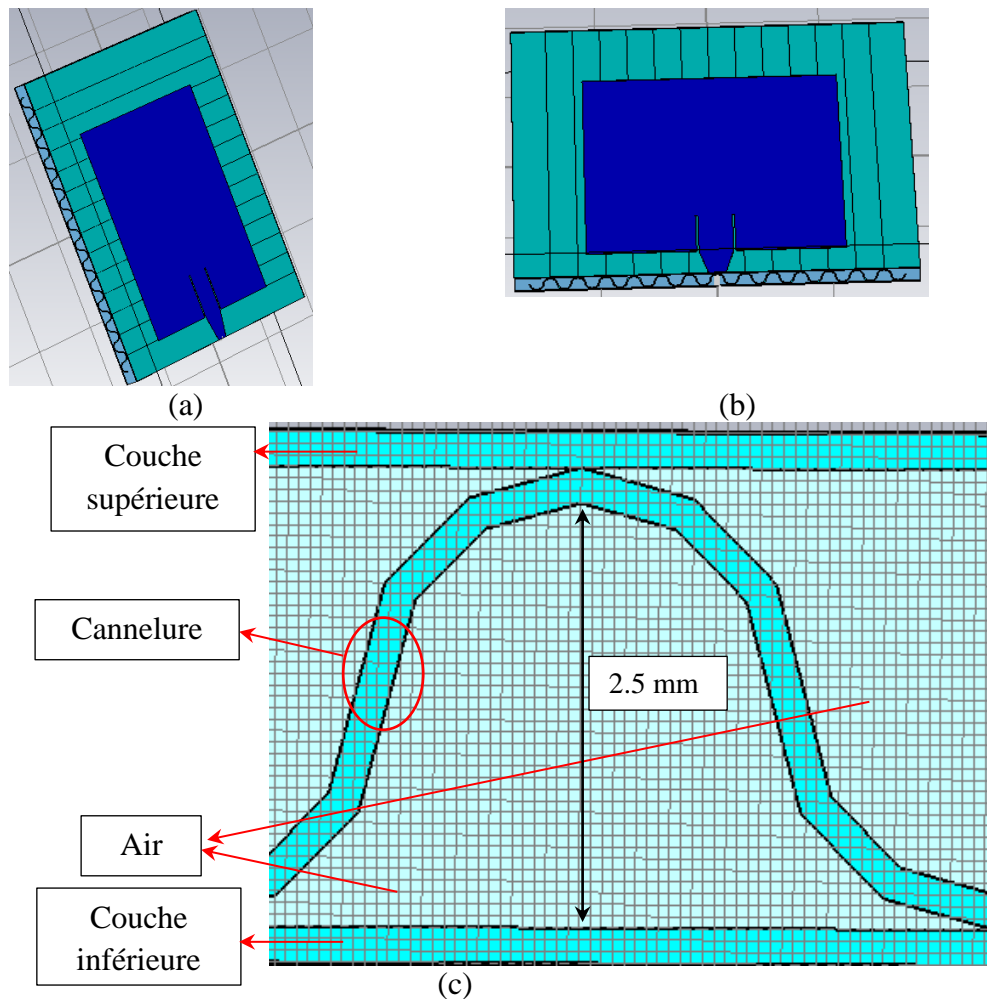 (a)
(b)
Couche
supérieure
Cannelure
2.5 mm
Air
Couche
inférieure
(c)